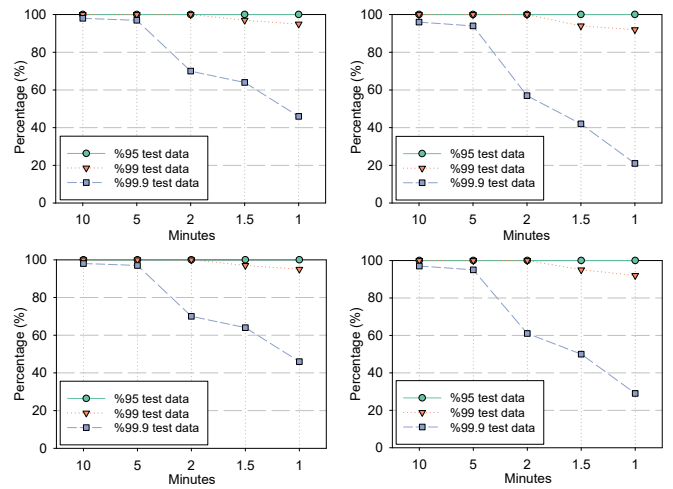 100
80
60
40
20
0
Percentage (%)
%95 test data
%99 test data
%99.9 test data
10 5 2 1.5 1
Minutes
100
80
60
40
20
0
Percentage (%)
%95 test data
%99 test data
%99.9 test data
10 5 2 1.5 1
Minutes
100
80
60
40
20
0
Percentage (%)
%95 test data
%99 test data
%99.9 test data
10 5 2 1.5 1
Minutes
100
80
60
40
20
0
Percentage (%)
%95 test data
%99 test data
%99.9 test data
10 5 2 1.5 1
Minutes